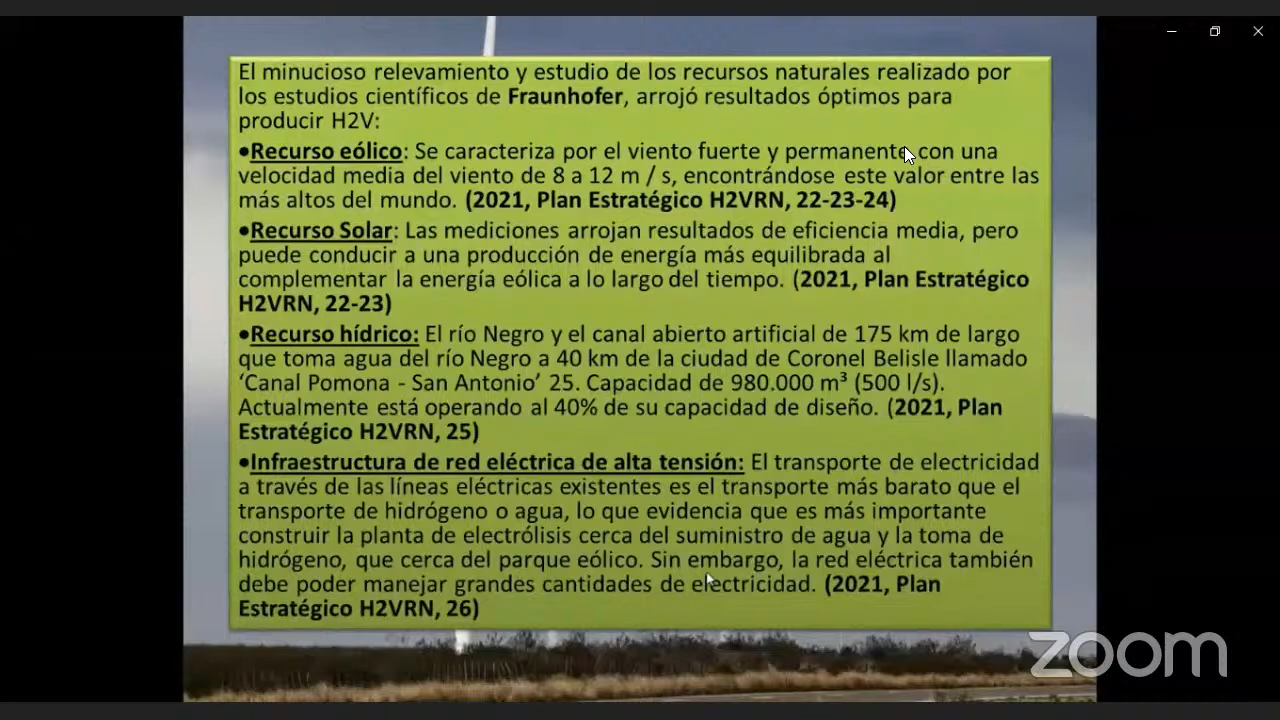 El minucioso relevamiento y estudio de los recursos naturales realizado por
los estudios científicos de Fraunhofer, arrojó resultados óptimos para
producir H2V:
•Recurso eólico: Se caracteriza por el viento fuerte y permanente con una
velocidad media del viento de 8 a 12 m / s, encontrándose este valor entre las
más altos del mundo. (2021, Plan Estratégico H2VRN, 22-23-24)
•Recurso Solar: Las mediciones arrojan resultados de eficiencia media, pero
puede conducir a una producción de energía más equilibrada al
complementar la energía eólica a lo largo del tiempo. (2021, Plan Estratégico
H2VRN, 22-23)
•Recurso hídrico: El río Negro y el canal abierto artificial de 175 km de largo
que toma agua del río Negro a 40 km de la ciudad de Coronel Belisle llamado
‘Canal Pomona - San Antonio’ 25. Capacidad de 980.000 m³ (500 l/s).
Actualmente está operando al 40% de su capacidad de diseño. (2021, Plan
Estratégico H2VRN, 25)
•Infraestructura de red eléctrica de alta tensión: El transporte de electricidad
a través de las líneas eléctricas existentes es el transporte más barato que el
transporte de hidrógeno o agua, lo que evidencia que es más importante
construir la planta de electrólisis cerca del suministro de agua y la toma de
hidrógeno, que cerca del parque eólico. Sin embargo, la red eléctrica también
debe poder manejar grandes cantidades de electricidad. (2021, Plan
Estratégico H2VRN, 26)
zoom